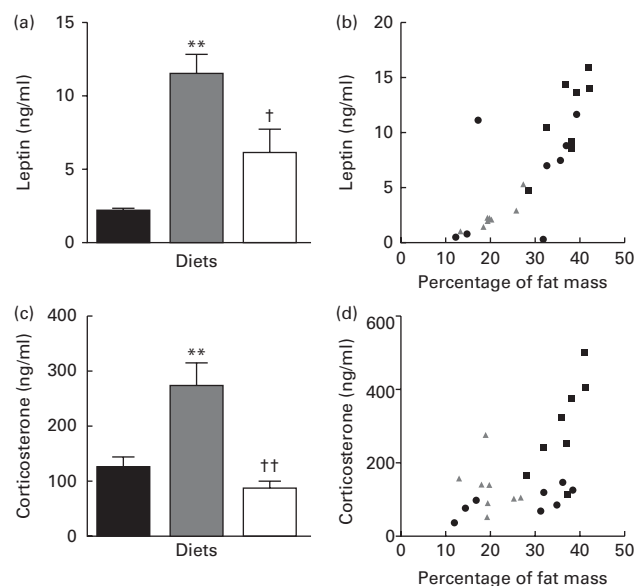 (a)
15
10
5
0
Leptin (ng/ml)
**
†
Diets
(b)
20
15
10
5
0
Leptin (ng/ml)
0 10 20 30 40 50
Percentage of fat mass
(c)
400
300
200
100
0
Corticosterone (ng/ml)
**
††
Diets
(d)
600
400
200
0
Corticosterone (ng/ml)
0 10 20 30 40 50
Percentage of fat mass